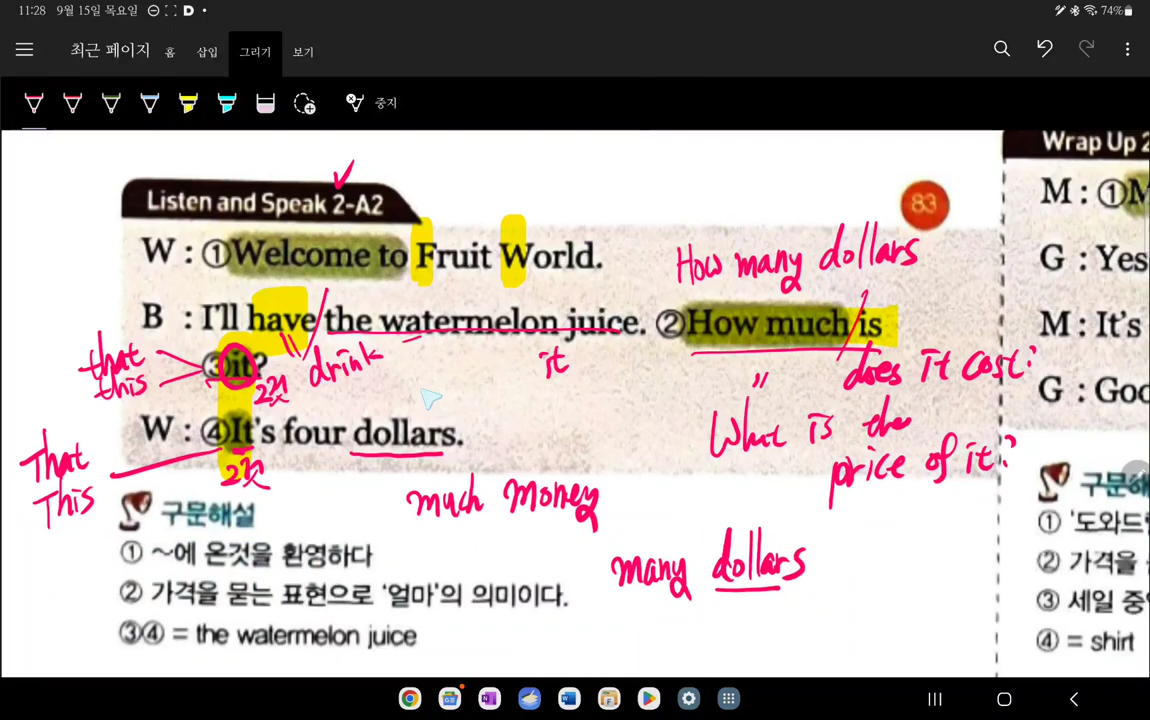 11:28 9월 15일 목요일 D 74%
최근 페이지 홈 삽입 그리기 보기
중지
Wrap Up 2
Listen and Speak 2-A2
83
M : ①M
W : ①Welcome to Fruit World.
How many dollars
G : Yes
B : I'll have the watermelon juice. ②How much is
M : It's
that
this
③it?
drink
it
does it cost?
G : Goo
"
What is the
price of it?
W : ④It's four dollars.
That
This
much money
many dollars
구문해설
① ～에 온것을 환영하다
② 가격을 묻는 표현으로 '얼마'의 의미이다.
③④ = the watermelon juice
구문해
① '도와드
② 가격을
③ 세일 중
④ = shirt